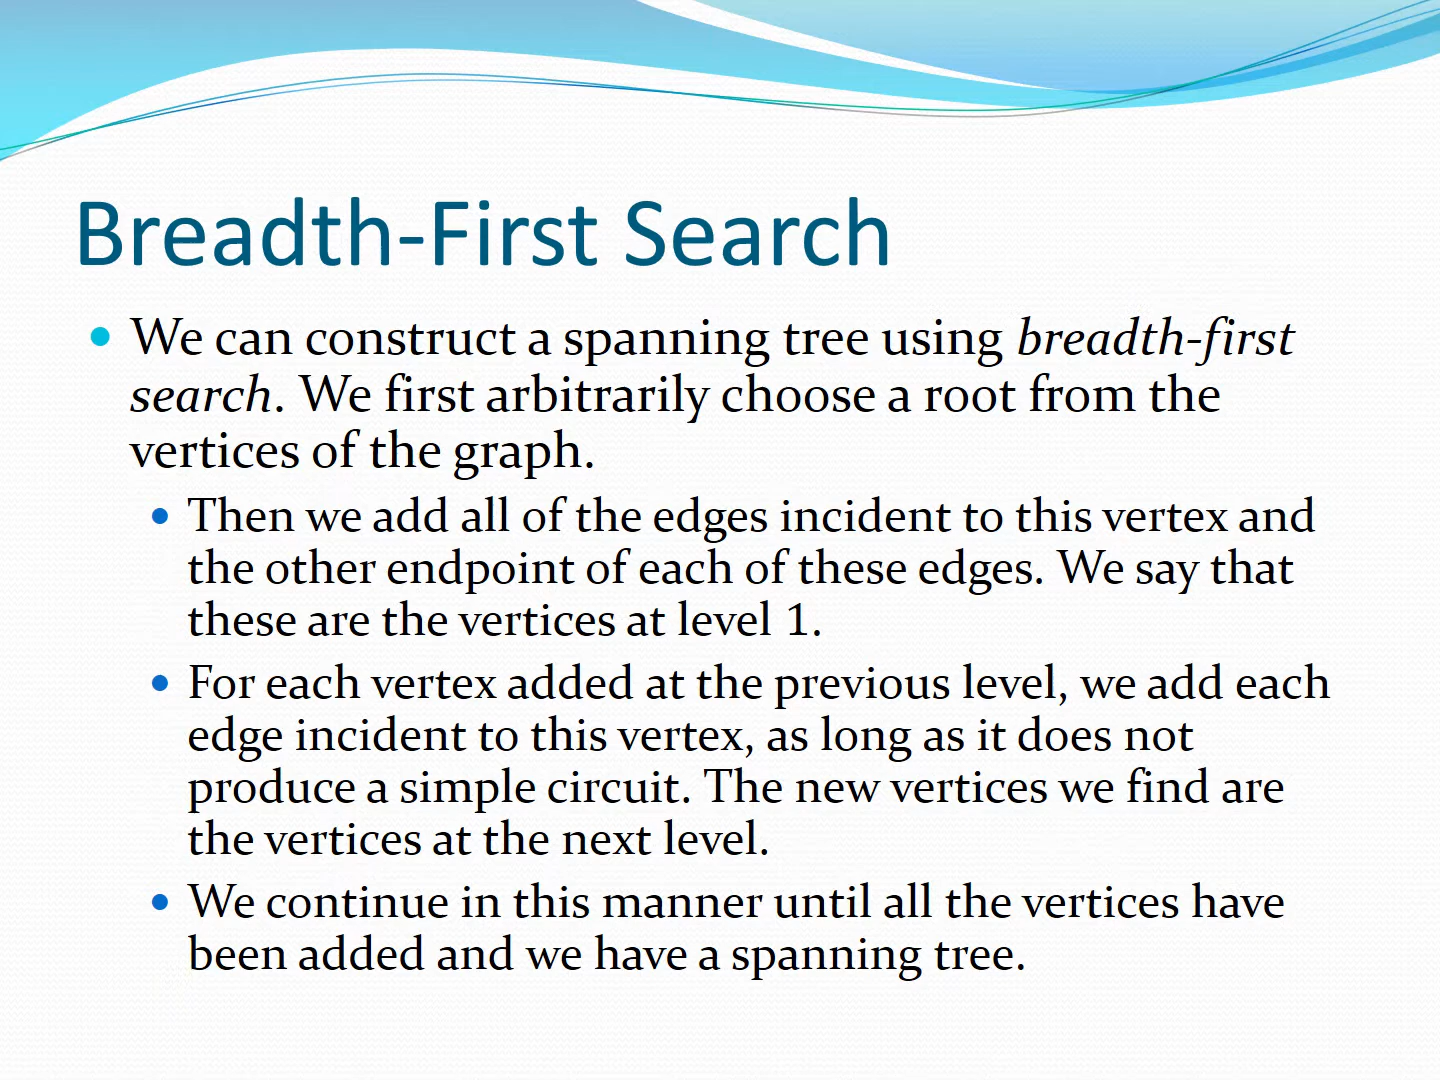 Breadth-First Search
We can construct a spanning tree using breadth-first
search. We first arbitrarily choose a root from the
vertices of the graph.
Then we add all of the edges incident to this vertex and
the other endpoint of each of these edges. We say that
these are the vertices at level 1.
For each vertex added at the previous level, we add each
edge incident to this vertex, as long as it does not
produce a simple circuit. The new vertices we find are
the vertices at the next level.
We continue in this manner until all the vertices have
been added and we have a spanning tree.